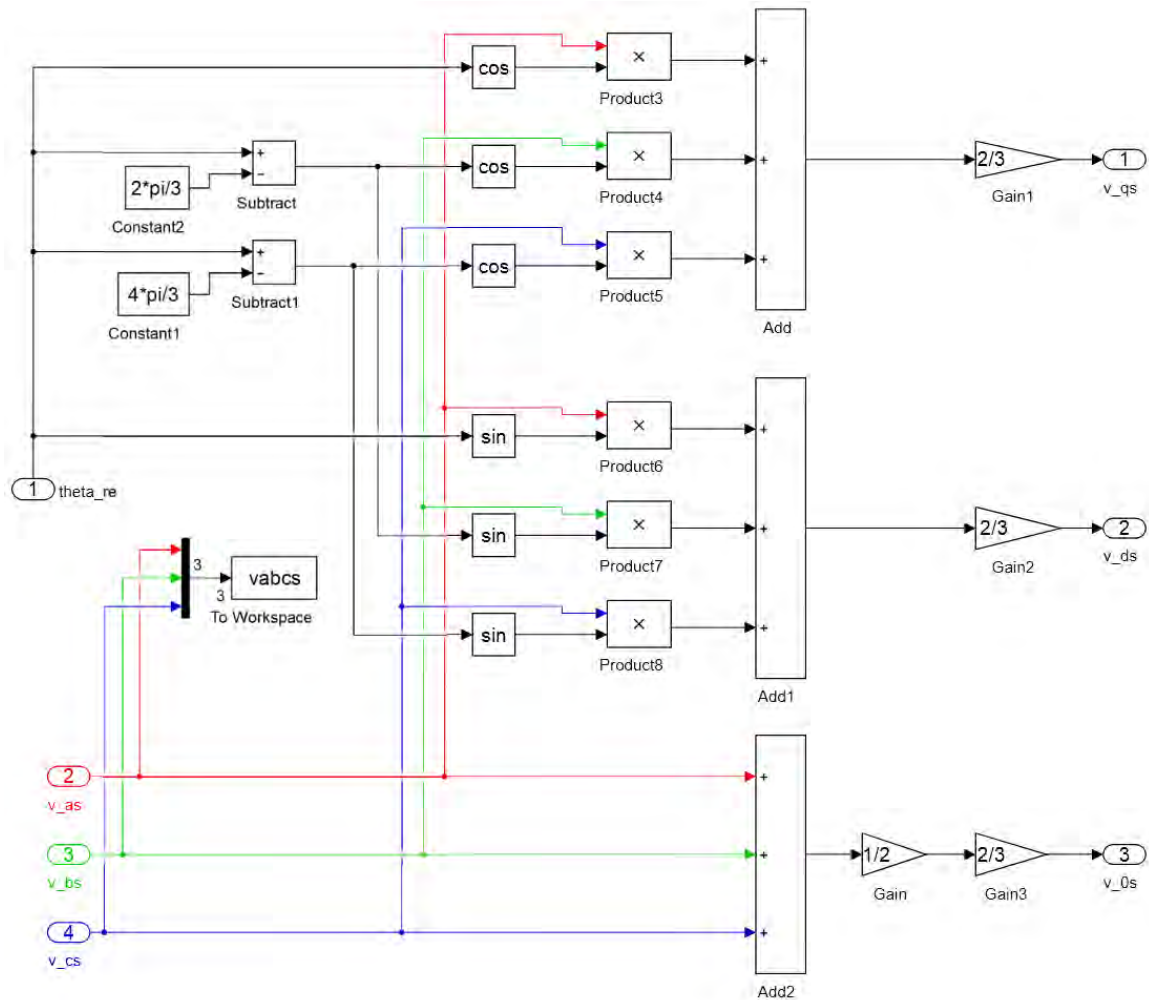 cos
×
+
Product3
2*pi/3
+
−
cos
×
+
2/3
1
Constant2
Subtract
Product4
Gain1
v_qs
4*pi/3
+
−
cos
×
+
Constant1
Subtract1
Product5
Add
sin
×
+
Product6
1
theta_re
sin
×
+
2/3
2
Product7
Gain2
v_ds
3
3
vabcs
To Workspace
sin
×
+
Product8
Add1
2
+
v_as
3
+
1/2
2/3
3
v_bs
Gain
Gain3
v_0s
4
+
v_cs
Add2